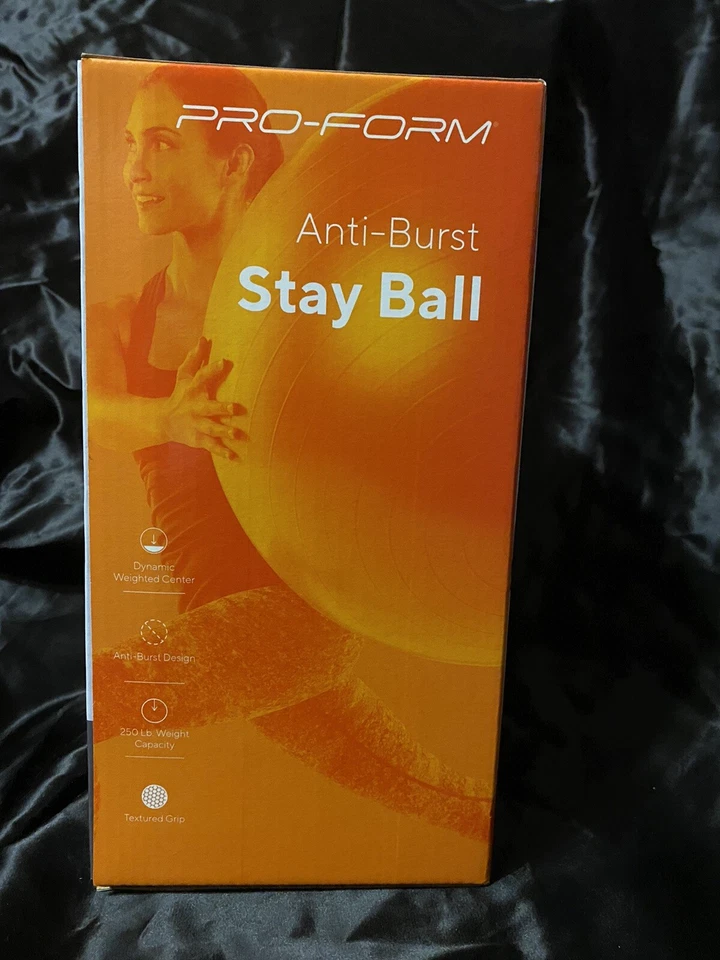 PRO-FORM
Anti-Burst
Stay Ball
Dynamic
Weighted Center
Anti-Burst Design
250 Lb. Weight
Capacity
Textured Grip